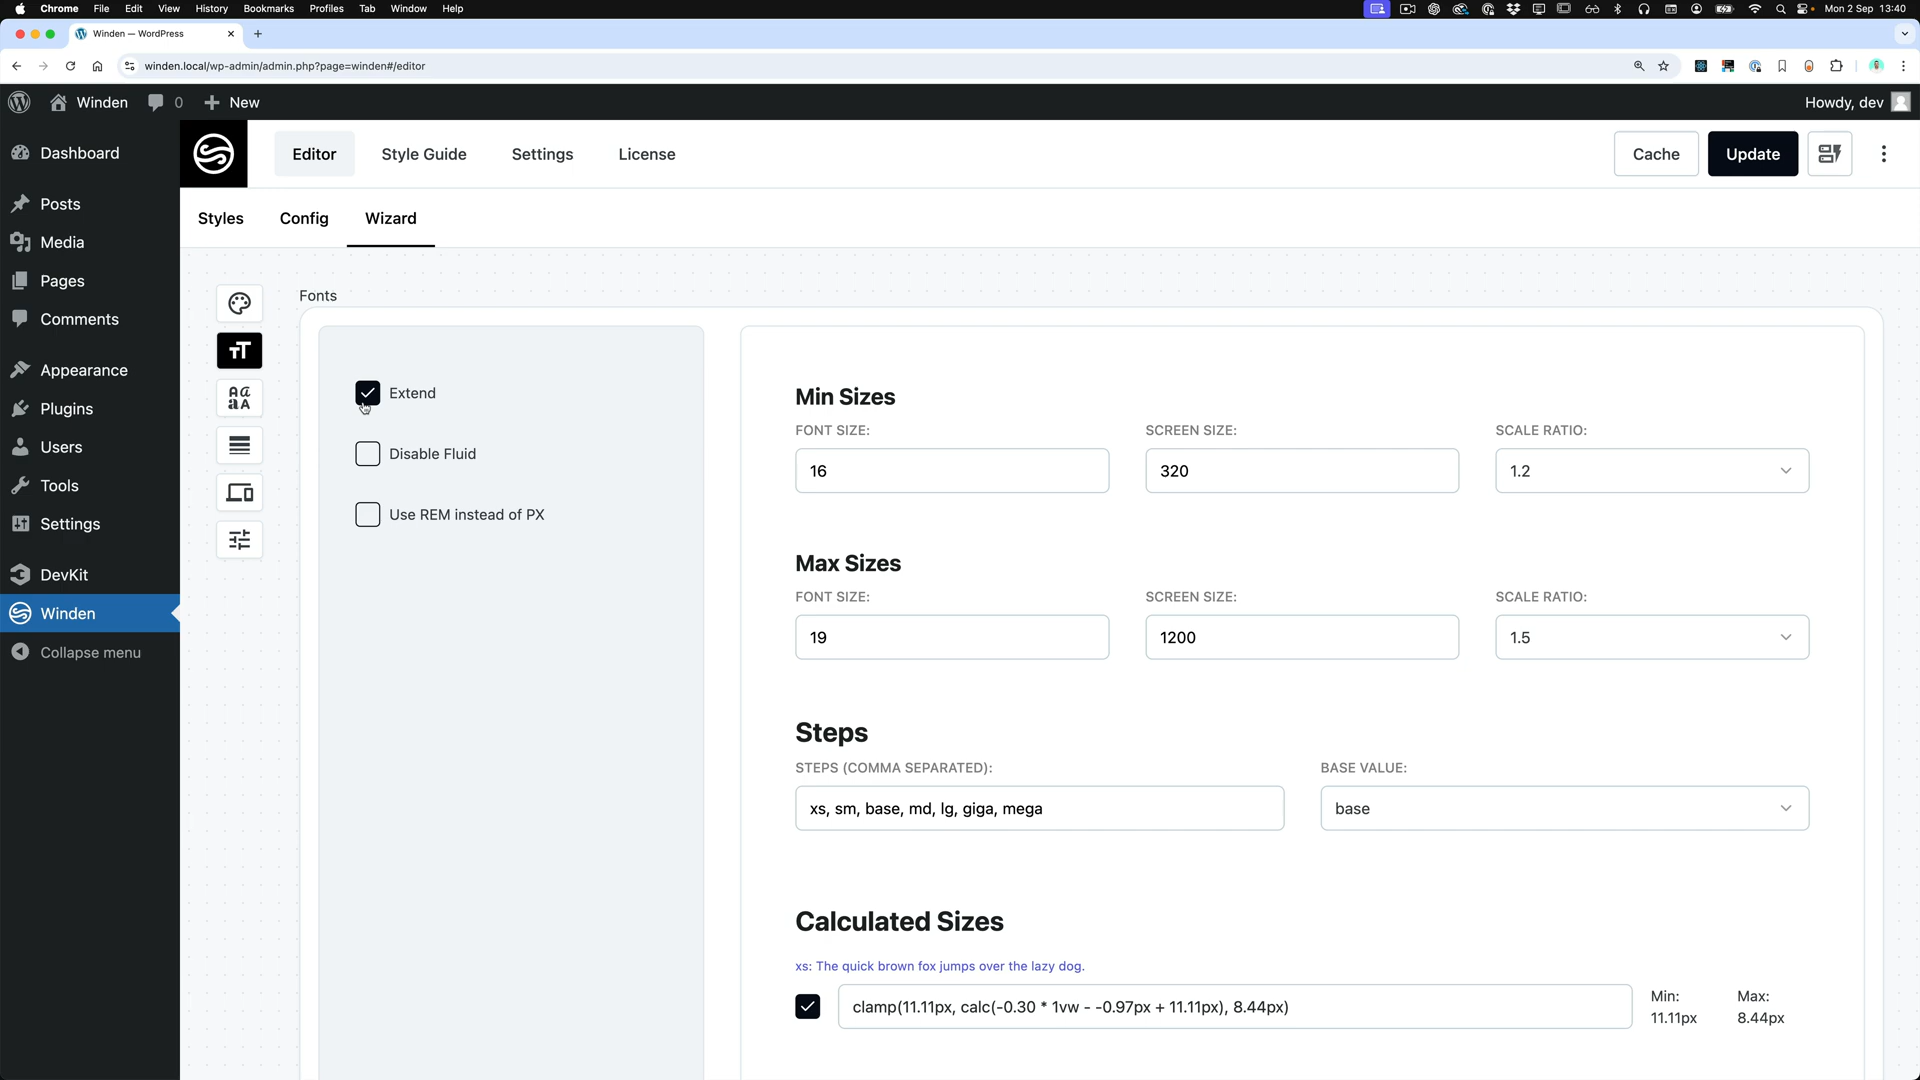 Chrome File Edit View History Bookmarks Profiles Tab Window Help Mon 2 Sep 13:40
Winden — WordPress
winden.local/wp-admin/admin.php?page=winden#/editor
Winden 0 New Howdy, dev
Dashboard
Posts
Media
Pages
Comments
Appearance
Plugins
Users
Tools
Settings
DevKit
Winden
Collapse menu
Editor Style Guide Settings License Cache Update
Styles Config Wizard
Fonts
Extend
Disable Fluid
Use REM instead of PX
Min Sizes
FONT SIZE: SCREEN SIZE: SCALE RATIO:
16 320 1.2
Max Sizes
FONT SIZE: SCREEN SIZE: SCALE RATIO:
19 1200 1.5
Steps
STEPS (COMMA SEPARATED): BASE VALUE:
xs, sm, base, md, lg, giga, mega base
Calculated Sizes
xs: The quick brown fox jumps over the lazy dog.
clamp(11.11px, calc(-0.30 * 1vw - -0.97px + 11.11px), 8.44px)
Min: Max:
11.11px 8.44px